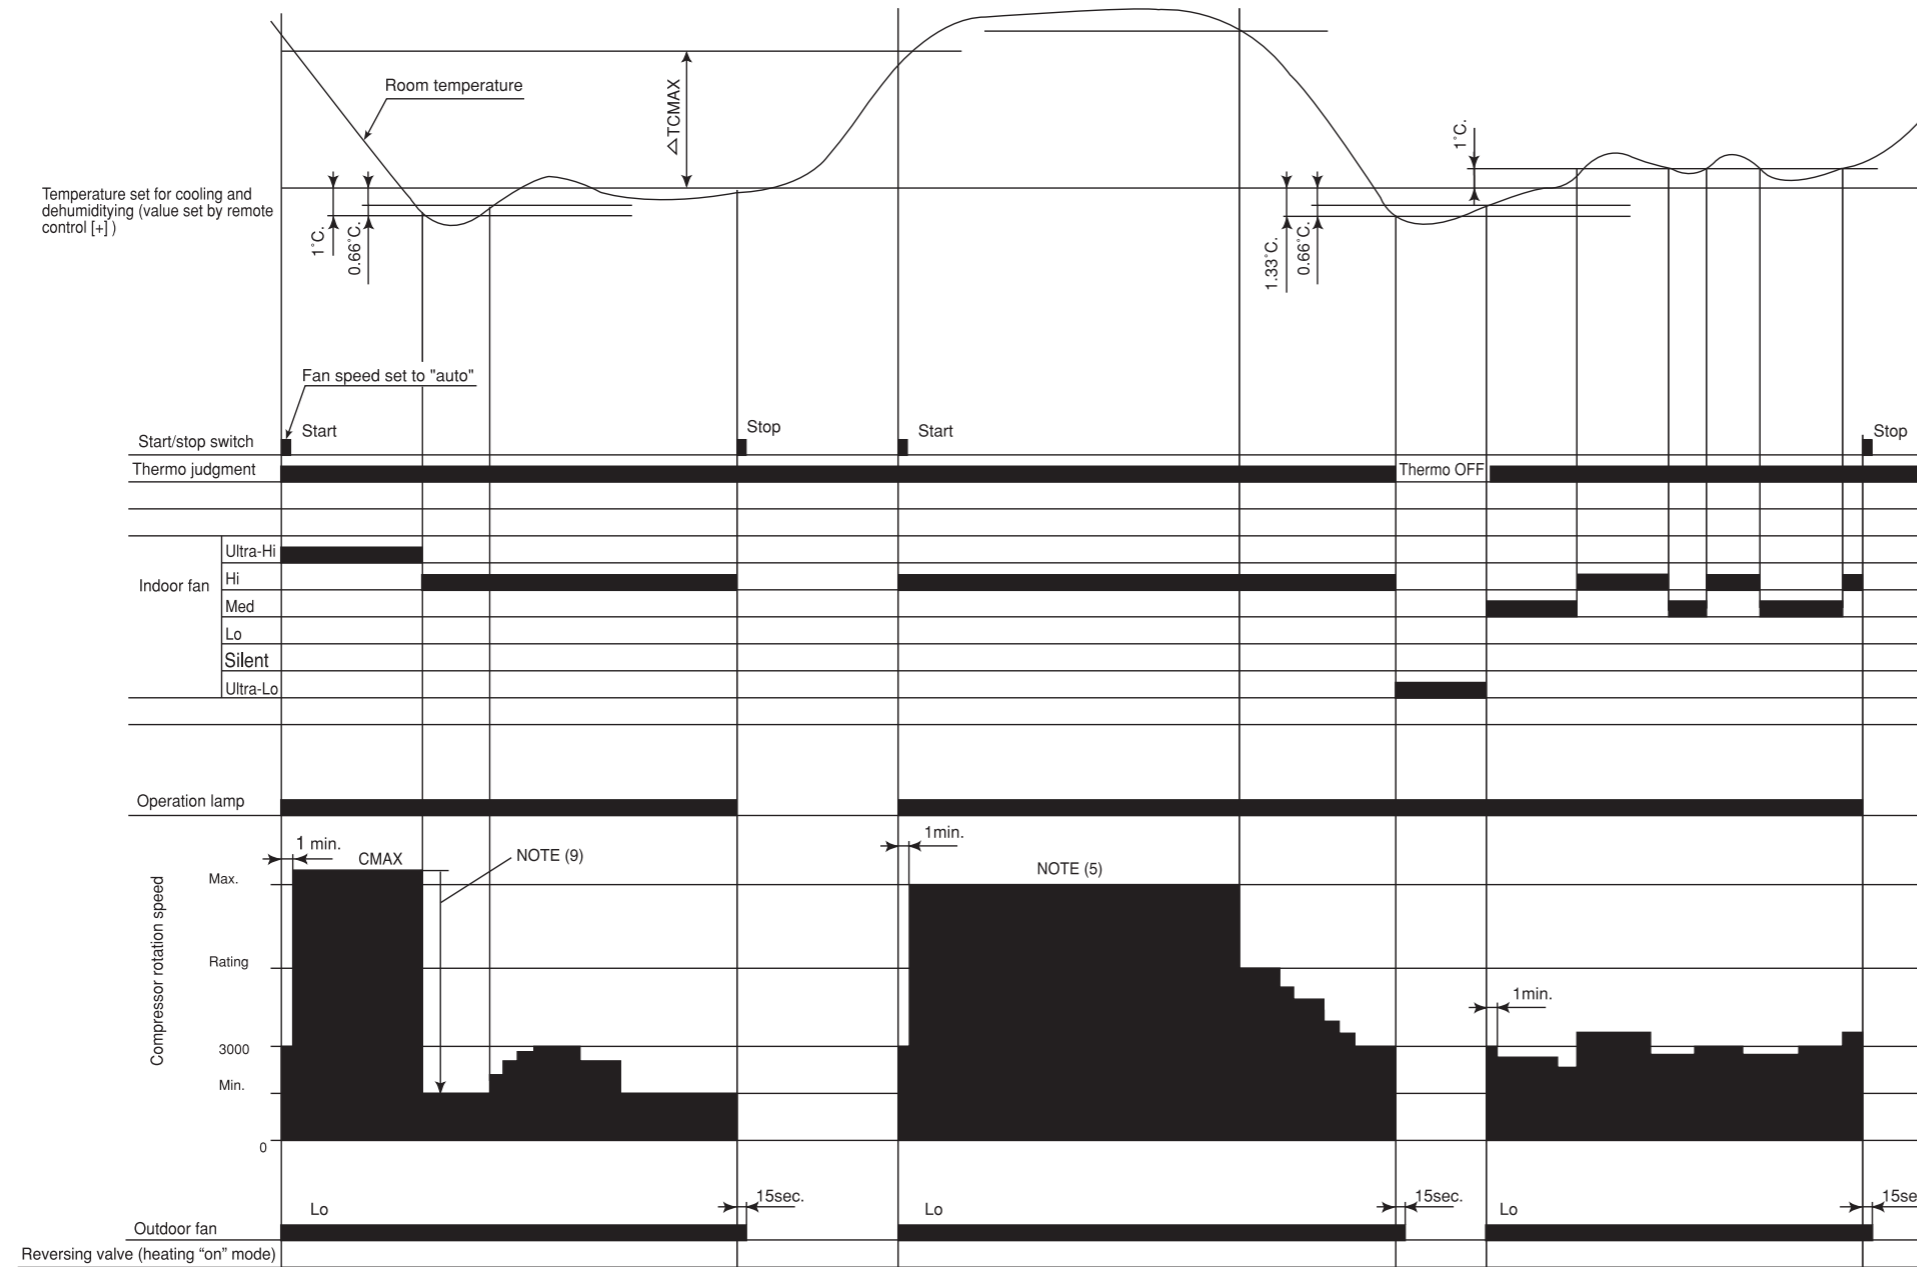 Room temperature
△TCMAX
1˚C.
Temperature set for cooling and
dehumiditying (value set by remote
control [+] )
1˚C.
0.66˚C.
1.33˚C.
0.66˚C.
Fan speed set to "auto"
Start/stop switch
Start
Stop
Start
Stop
Thermo judgment
Thermo OFF
Indoor fan
Ultra-Hi
Hi
Med
Lo
Silent
Ultra-Lo
Operation lamp
Compressor rotation speed
1 min.
CMAX
NOTE (9)
1min.
NOTE (5)
1min.
Max.
Rating
3000
Min.
0
Outdoor fan
Lo
15sec.
Lo
15sec.
Lo
15se
Reversing valve (heating “on” mode)